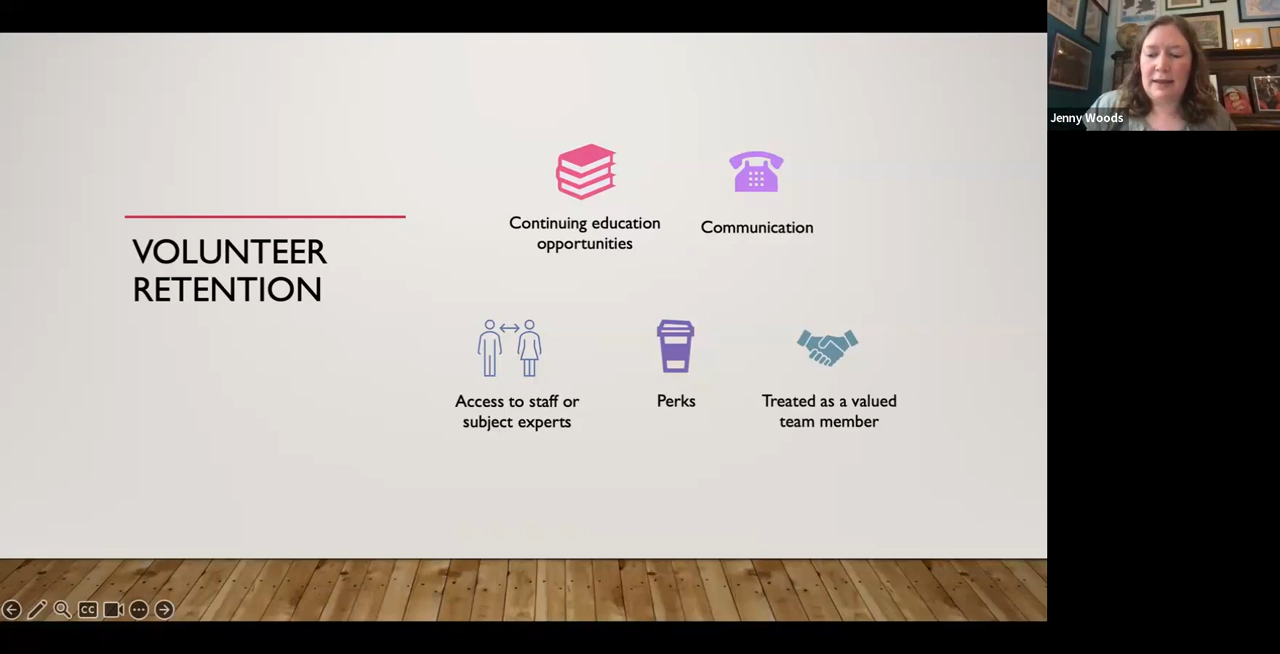 VOLUNTEER
RETENTION
Continuing education
opportunities
Communication
Access to staff or
subject experts
Perks
Treated as a valued
team member
CC
Jenny Woods